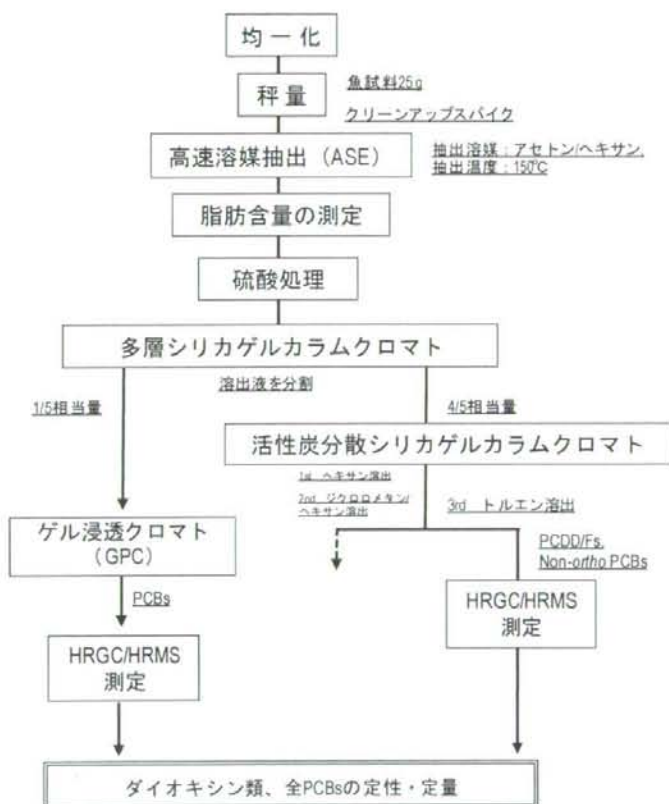 均一化
秤量
魚試料25g
クリーンアップスパイク
高速溶媒抽出（ASE）
抽出溶媒：アセトン/ヘキサン,
抽出温度：150℃
脂肪含量の測定
硫酸処理
多層シリカゲルカラムクロマト
溶出液を分割
1/5相当量
4/5相当量
活性炭分散シリカゲルカラムクロマト
1st ヘキサン溶出
2nd ジクロロメタン/
ヘキサン溶出
3rd トルエン溶出
ゲル浸透クロマト
（GPC）
PCDD/Fs,
Non-ortho PCBs
PCBs
HRGC/HRMS
測定
HRGC/HRMS
測定
ダイオキシン類、全PCBsの定性・定量